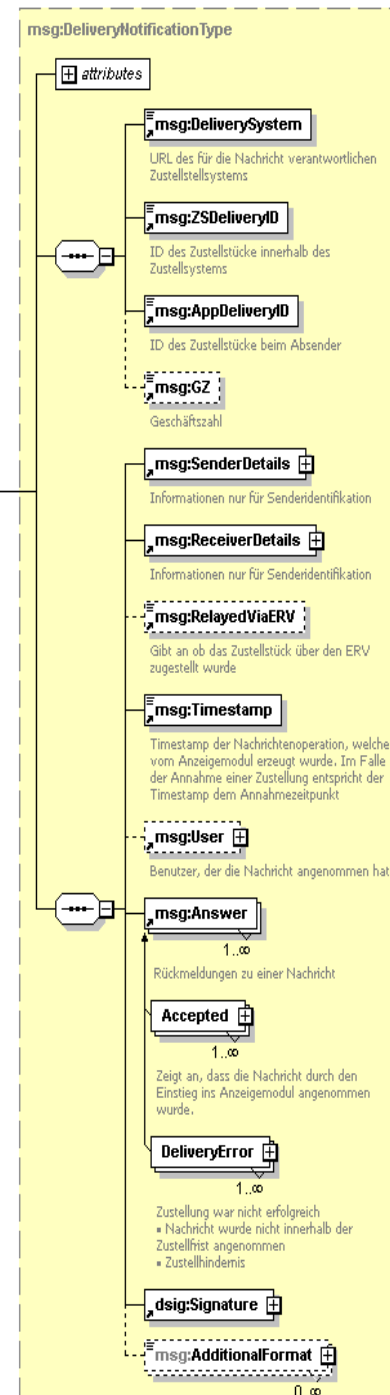 msg:DeliveryNotificationType
attributes
msg:DeliverySystem
URL des für die Nachricht verantwortlichen
Zustellstellsystems
msg:ZSDeliveryID
ID des Zustellstücke innerhalb des
Zustellsystems
msg:AppDeliveryID
ID des Zustellstücke beim Absender
msg:GZ
Geschäftszahl
msg:SenderDetails
Informationen nur für Senderidentifikation
msg:ReceiverDetails
Informationen nur für Senderidentifikation
msg:RelayedViaERV
Gibt an ob das Zustellstück über den ERV
zugestellt wurde
msg:Timestamp
Timestamp der Nachrichtenoperation, welche
vom Anzeigemodul erzeugt wurde. Im Falle
der Annahme einer Zustellung entspricht der
Timestamp dem Annahmezeitpunkt
msg:User
Benutzer, der die Nachricht angenommen hat
msg:Answer
1..∞
Rückmeldungen zu einer Nachricht
Accepted
1..∞
Zeigt an, dass die Nachricht durch den
Einstieg ins Anzeigemodul angenommen
wurde.
DeliveryError
1..∞
Zustellung war nicht erfolgreich
▪ Nachricht wurde nicht innerhalb der
Zustellfrist angenommen
▪ Zustellhindernis
dsig:Signature
msg:AdditionalFormat
0..∞